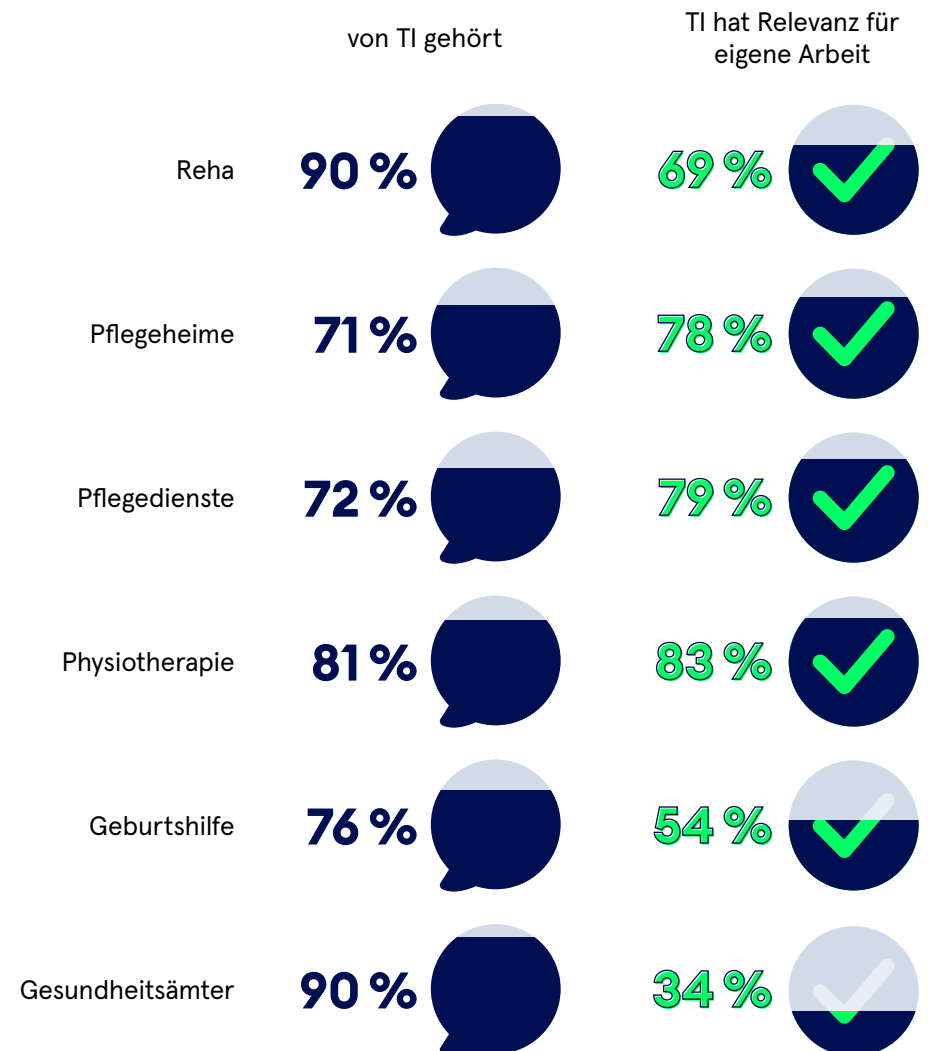 von TI gehört
TI hat Relevanz für
eigene Arbeit
Reha 90 % 69 %
Pflegeheime 71 % 78 %
Pflegedienste 72 % 79 %
Physiotherapie 81 % 83 %
Geburtshilfe 76 % 54 %
Gesundheitsämter 90 % 34 %